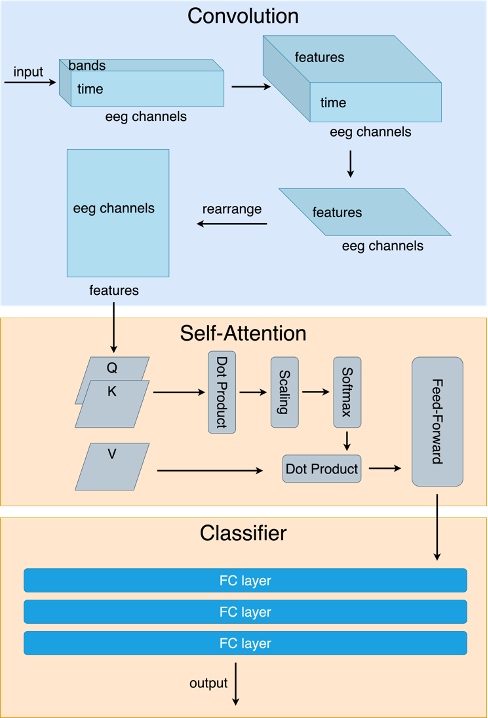 Convolution
input
bands
time
eeg channels
features
time
eeg channels
eeg channels
rearrange
features
eeg channels
features
Self-Attention
Q
K
Dot Product
Scaling
Softmax
Feed-Forward
V
Dot Product
Classifier
FC layer
FC layer
FC layer
output